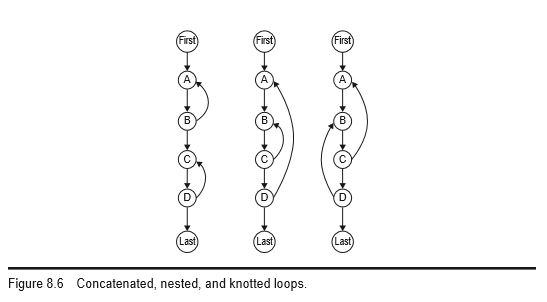 First First First
A A A
B B B
C C C
D D D
Last Last Last
Figure 8.6 Concatenated, nested, and knotted loops.